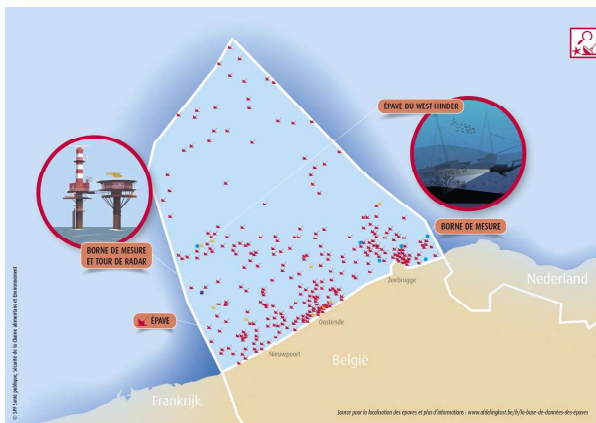 ÉPAVE DU WEST HINDER
BORNE DE MESURE
BORNE DE MESURE
ET TOUR DE RADAR
Zeebrugge
Nederland
ÉPAVE
Oostende
Nieuwpoort
België
Frankrijk
© SPF Santé publique, Sécurité de la Chaîne alimentaire et Environnement
Source pour la localisation des épaves et plus d'informations : www.afdelingkust.be/fr/la-base-de-données-des-épaves